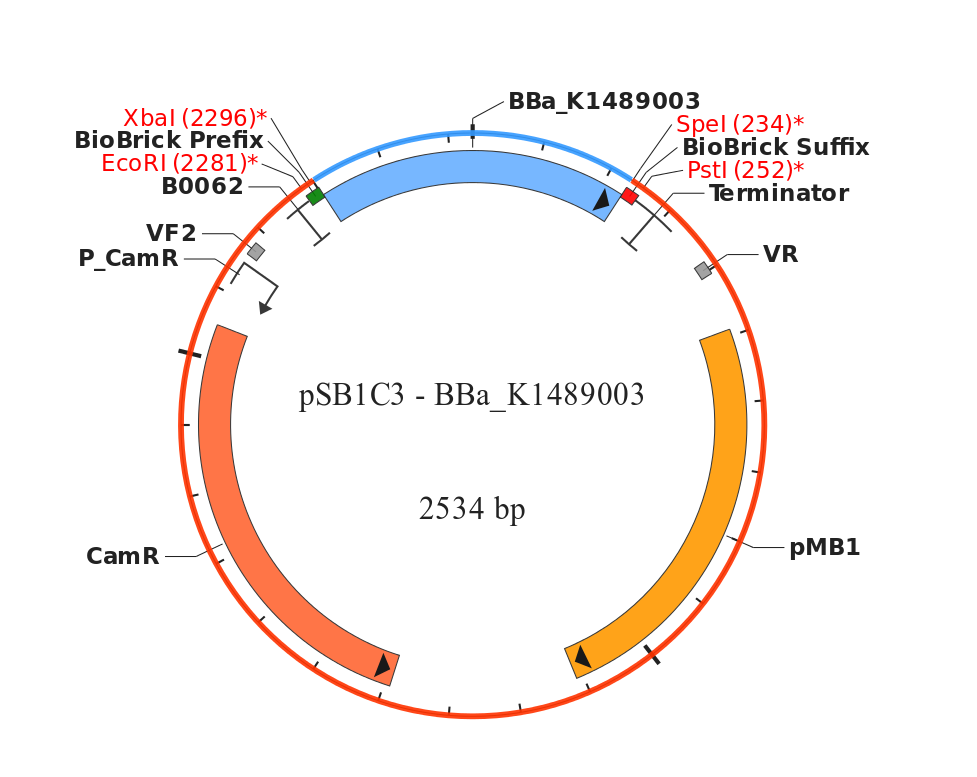 BBa_K1489003
XbaI (2296)*
SpeI (234)*
BioBrick Prefix
BioBrick Suffix
EcoRI (2281)*
PstI (252)*
B0062
Terminator
VF2
VR
P_CamR
pSB1C3 - BBa_K1489003
2534 bp
CamR
pMB1